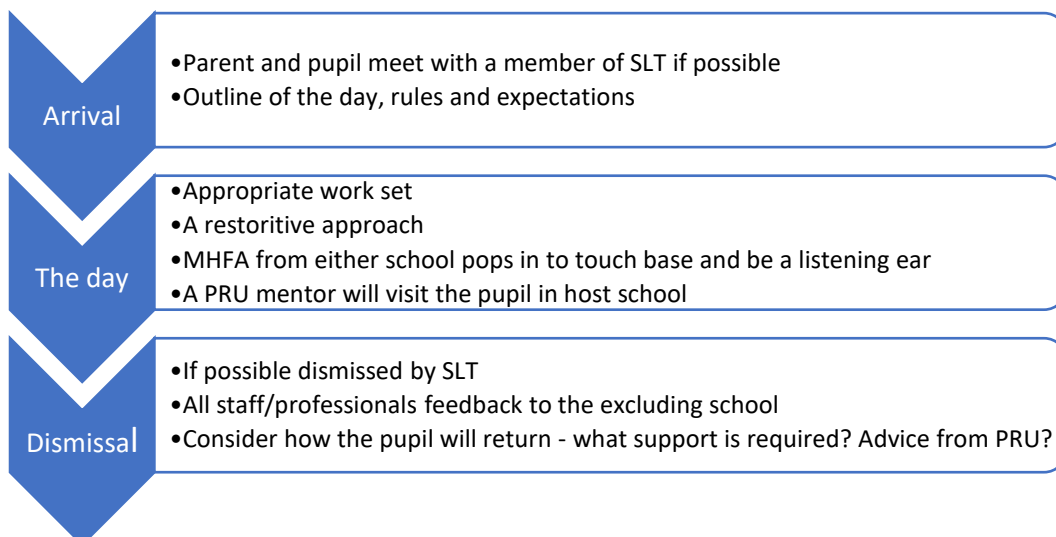 Arrival
•Parent and pupil meet with a member of SLT if possible
•Outline of the day, rules and expectations
The day
•Appropriate work set
•A restoritive approach
•MHFA from either school pops in to touch base and be a listening ear
•A PRU mentor will visit the pupil in host school
Dismissal
•If possible dismissed by SLT
•All staff/professionals feedback to the excluding school
•Consider how the pupil will return - what support is required? Advice from PRU?